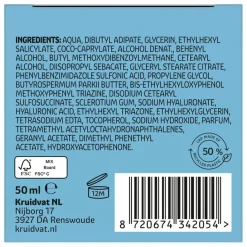 INGREDIENTS: AQUA, DIBUTYL ADIPATE, GLYCERIN, ETHYLHEXYL
SALICYLATE, COCO-CAPRYLATE, ALCOHOL DENAT., BEHENYL
ALCOHOL, BUTYL METHOXYDIBENZOYLMETHANE, CETEARYL
ALCOHOL, DIISOPROPYL SEBACATE, GLYCERYL STEARATE CITRATE,
PHENYLBENZIMIDAZOLE SULFONIC ACID, PROPYLENE GLYCOL,
BUTYROSPERMUM PARKII BUTTER, BIS-ETHYLHEXYLOXYPHENOL
METHOXYPHENYL TRIAZINE, DISODIUM CETEARYL
SULFOSUCCINATE, SCLEROTIUM GUM, SODIUM HYALURONATE,
HYALURONIC ACID, ETHYLHEXYL TRIAZONE, ETHYLHEXYLGLYCERIN,
TETRASODIUM EDTA, TOCOPHEROL, SODIUM HYDROXIDE, PARFUM,
TETRAMETHYL ACETYLOCTAHYDRONAPHTHALENES,
GERANYL ACETATE, DIMETHYL PHENETHYL
ACETATE, HYDROXYACETOPHENONE.
50 %
FSC
MIX
Board
FSC® C
12M
50 ml e
Kruidvat NL
Nijborg 17
3927 DA Renswoude
kruidvat.nl
8 720674 342054 >